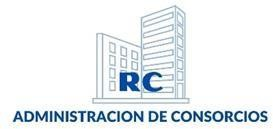 RC
ADMINISTRACION DE CONSORCIOS